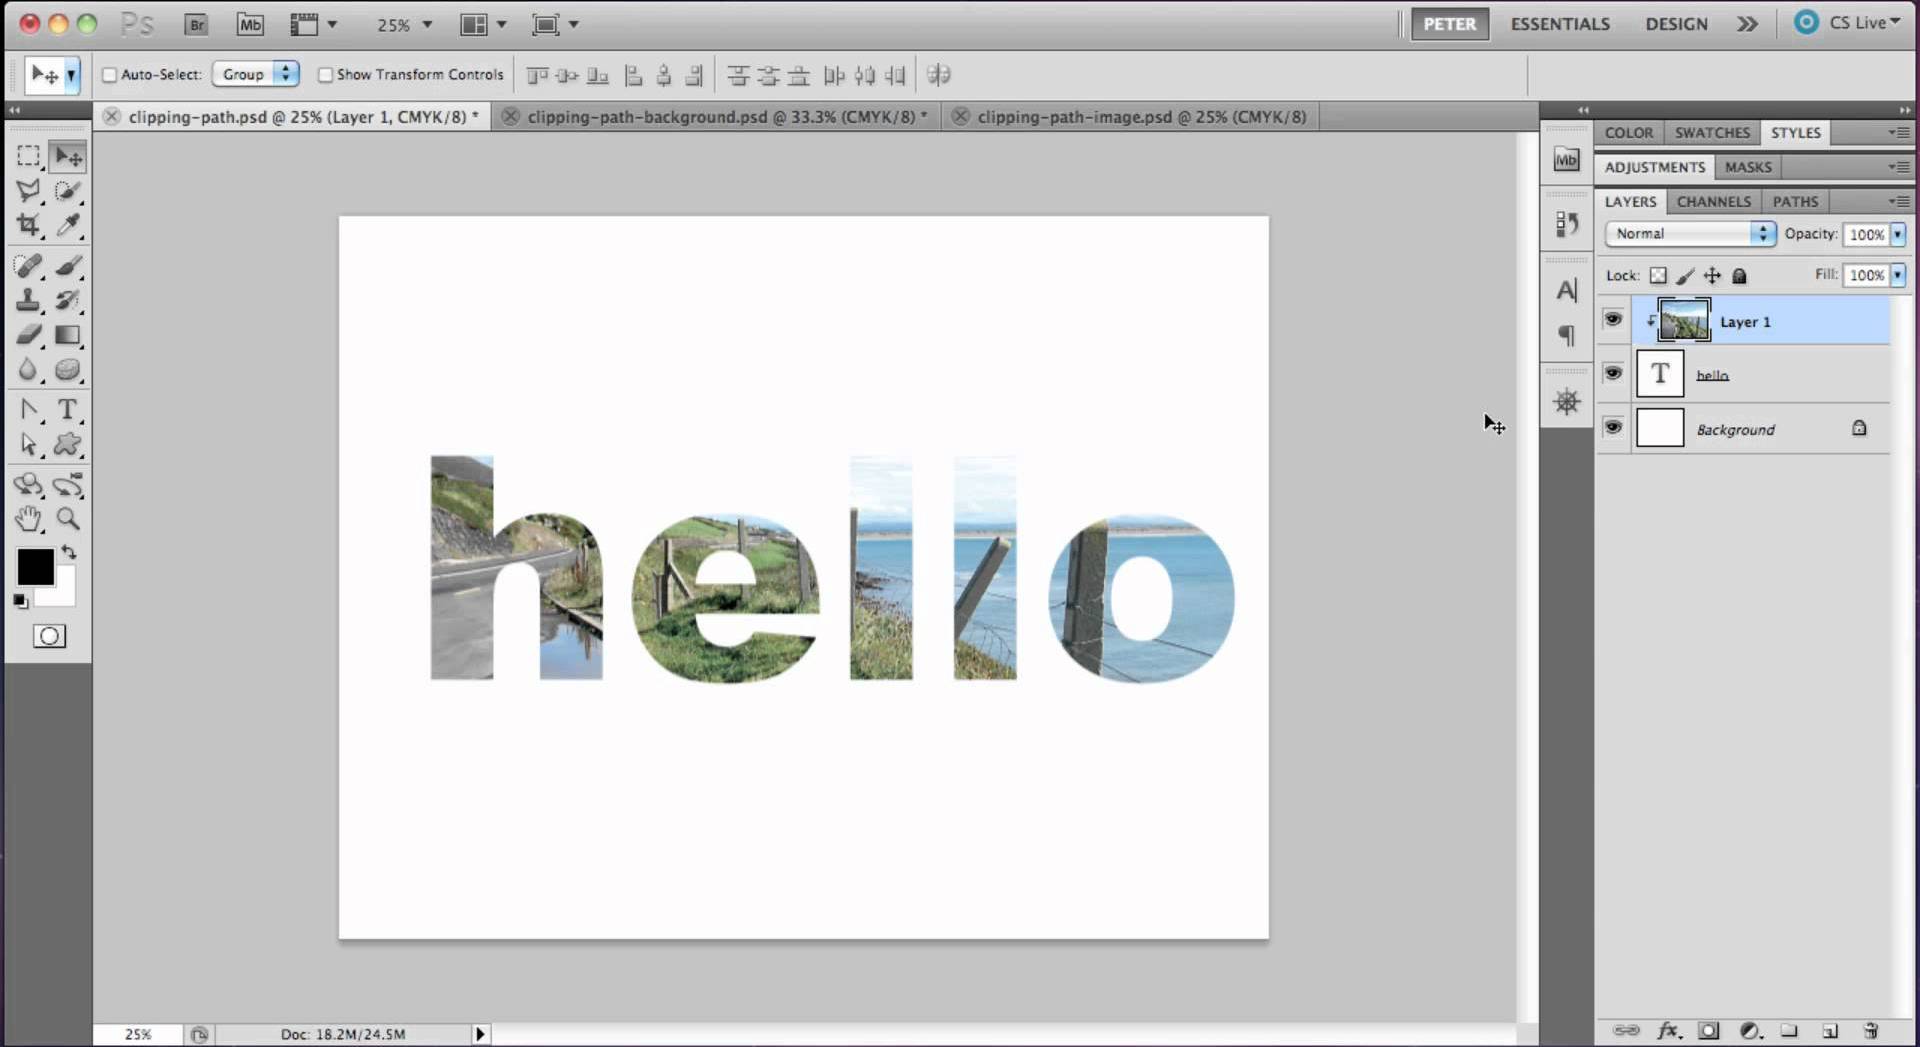 Ps Br Mb 25% PETER ESSENTIALS DESIGN CS Live
Auto-Select: Group Show Transform Controls
clipping-path.psd @ 25% (Layer 1, CMYK/8) * clipping-path-background.psd @ 33.3% (CMYK/8) * clipping-path-image.psd @ 25% (CMYK/8)
COLOR SWATCHES STYLES
Mb
ADJUSTMENTS MASKS
LAYERS CHANNELS PATHS
Normal Opacity: 100%
Lock: Fill: 100%
Layer 1
T hello
Background
hello
25% Doc: 18.2M/24.5M